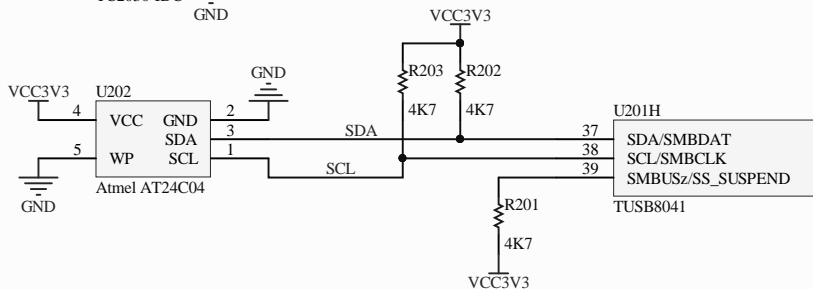 GND
VCC3V3
R203
R202
4K7
4K7
GND
U202
VCC3V3
4
VCC
GND
2
SDA
3
5
WP
SCL
1
Atmel AT24C04
GND
SDA
SCL
U201H
37
SDA/SMBDAT
38
SCL/SMBCLK
39
SMBUSz/SS_SUSPEND
TUSB8041
R201
4K7
VCC3V3